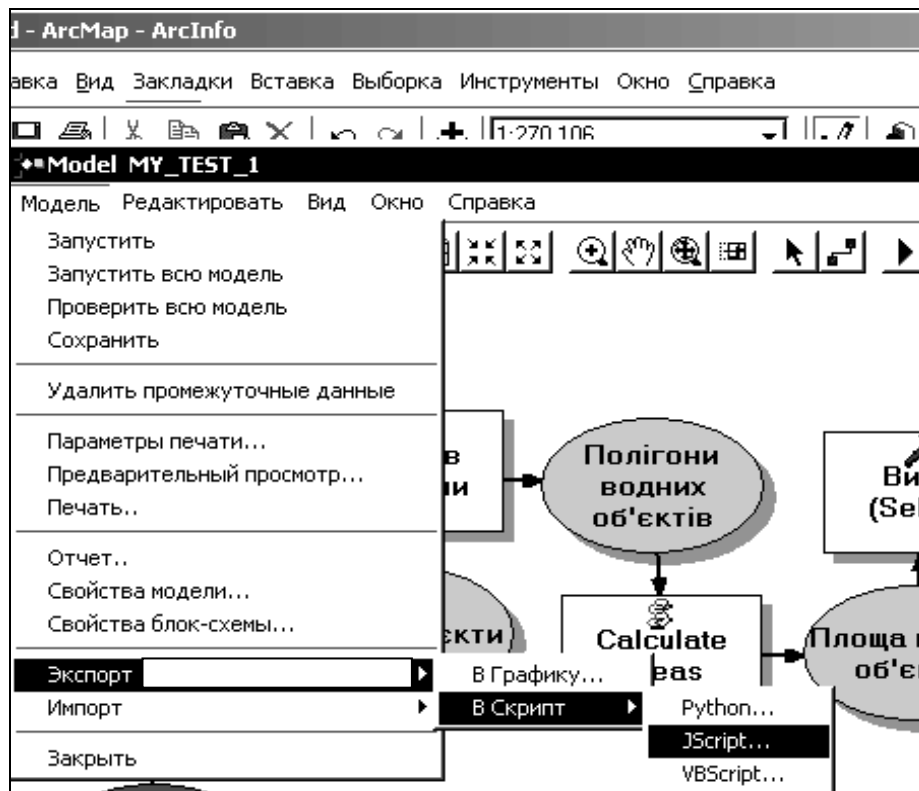 - ArcMap - ArcInfo
Вид Закладки Вставка Выборка Инструменты Окно Справка
1:270 106
Model MY_TEST_1
Модель Редактировать Вид Окно Справка
Запустить
Запустить всю модель
Проверить всю модель
Сохранить
Удалить промежуточные данные
Параметры печати...
Предварительный просмотр...
Печать..
Отчет..
Свойства модели...
Свойства блок-схемы...
Экспорт
Импорт
Закрыть
В Графику...
В Скрипт
Python...
JScript...
VBScript...
Полігони
водних
об'єктів
Calculate
Площа